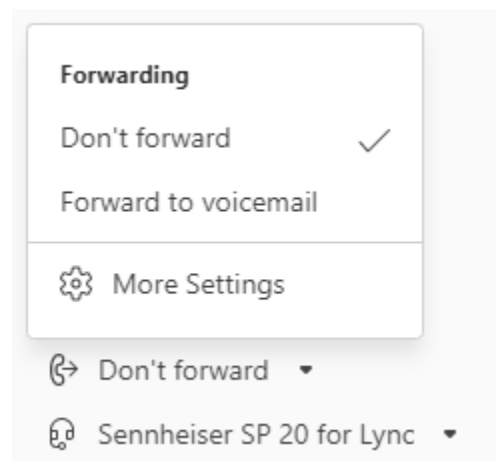 Forwarding
Don't forward
Forward to voicemail
More Settings
Don't forward
Sennheiser SP 20 for Lync